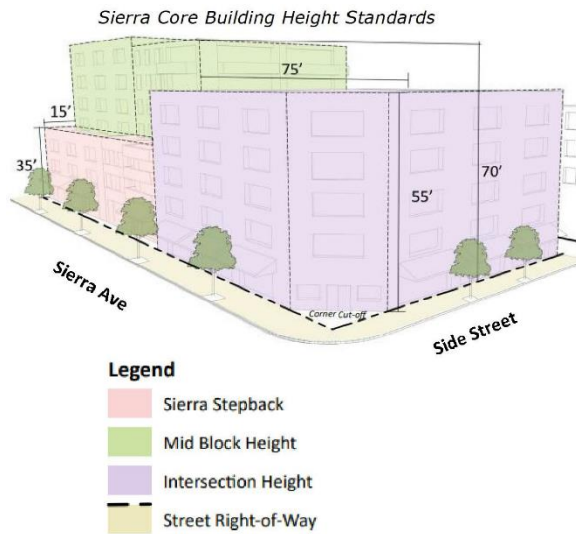 Sierra Core Building Height Standards
75’
15’
35’
55’
70’
Sierra Ave
Corner Cut-off
Side Street
Legend
Sierra Stepback
Mid Block Height
Intersection Height
Street Right-of-Way